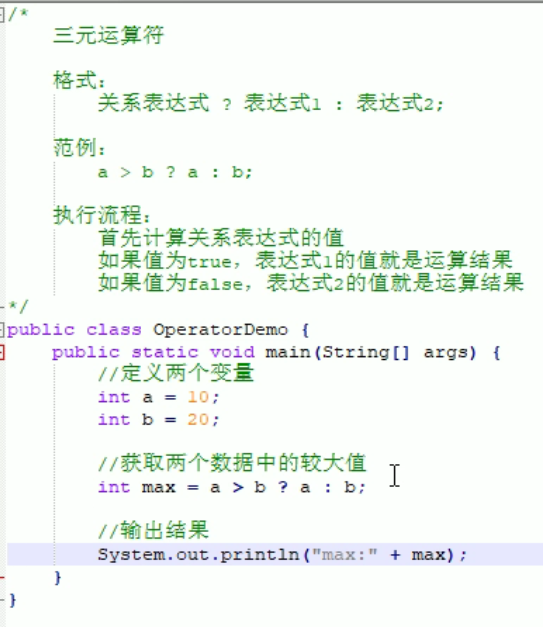 /*
三元运算符
格式：
关系表达式 ? 表达式1 : 表达式2;
范例：
a > b ? a : b;
执行流程：
首先计算关系表达式的值
如果值为true，表达式1的值就是运算结果
如果值为false，表达式2的值就是运算结果
*/
public class OperatorDemo {
public static void main(String[] args) {
//定义两个变量
int a = 10;
int b = 20;
//获取两个数据中的较大值
int max = a > b ? a : b;
//输出结果
System.out.println("max:" + max);
}
}